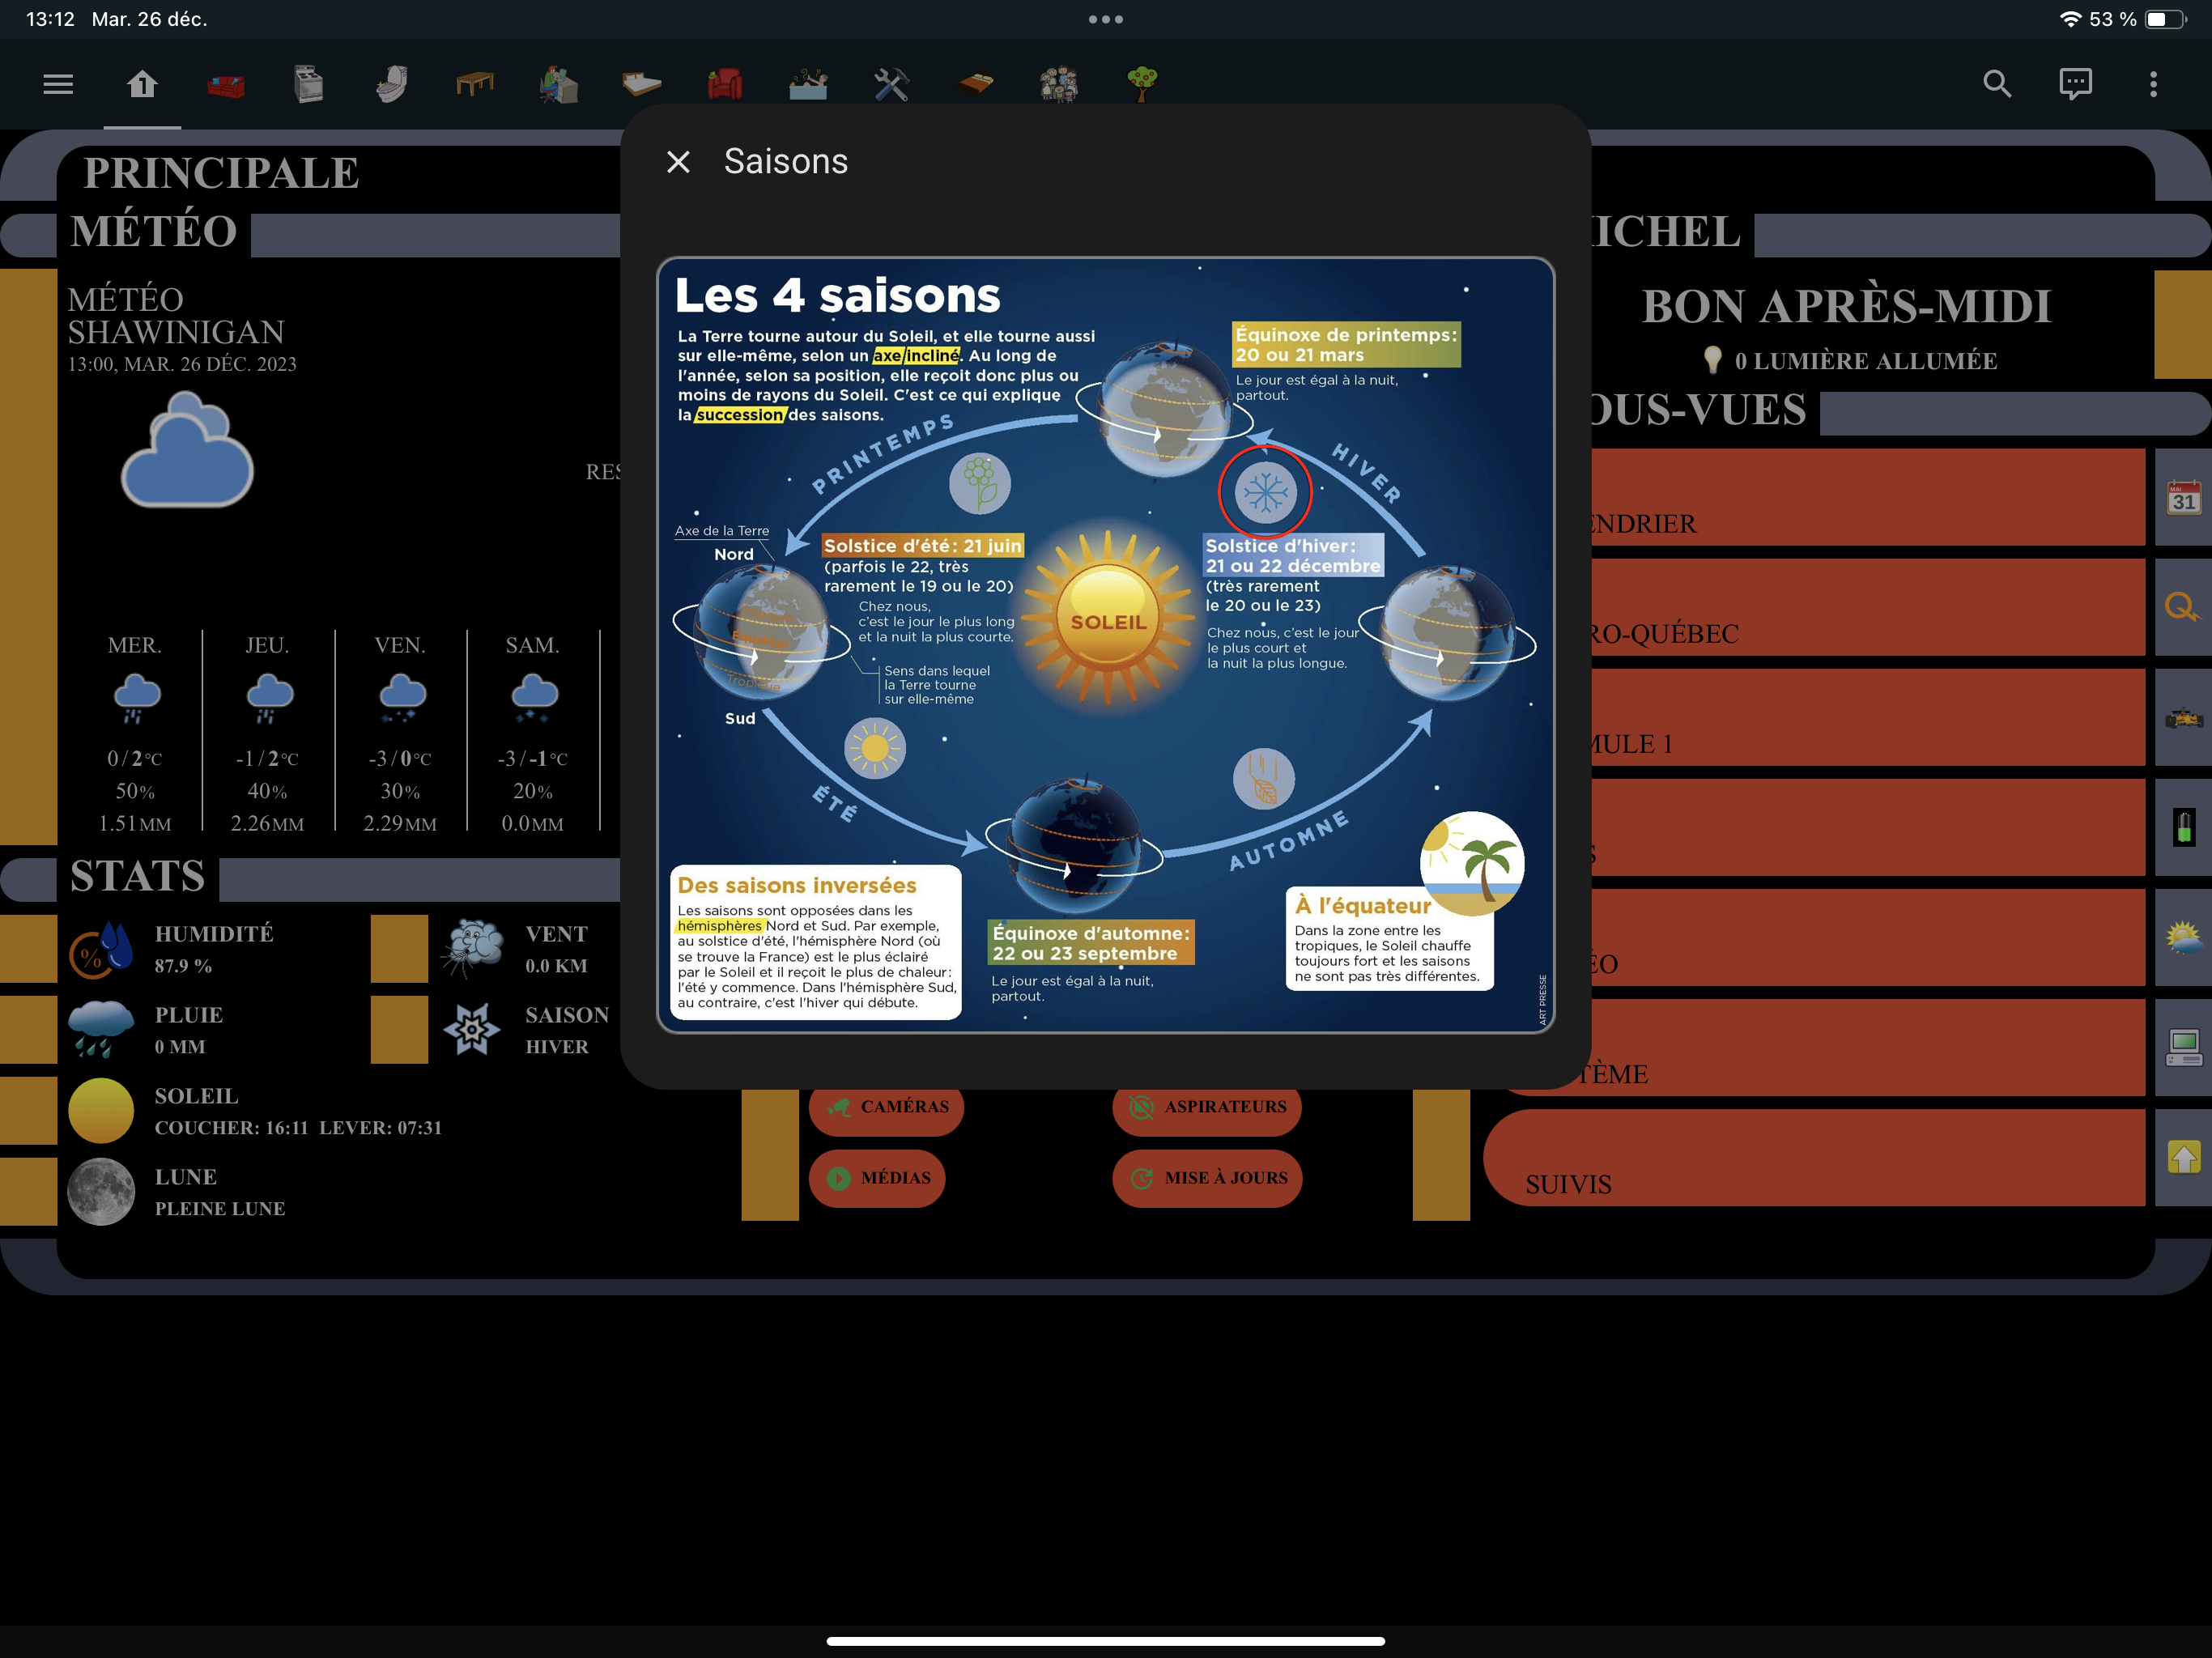 13:12 Mar. 26 déc.
53 %
1
PRINCIPALE
MÉTÉO
MÉTÉO
SHAWINIGAN
13:00, MAR. 26 DÉC. 2023
MER.
JEU.
VEN.
SAM.
0/2°C
-1/2°C
-3/0°C
-3/-1°C
50%
40%
30%
20%
1.51MM
2.26MM
2.29MM
0.0MM
STATS
HUMIDITÉ
87.9 %
VENT
0.0 KM
%
PLUIE
0 MM
SAISON
HIVER
SOLEIL
COUCHER: 16:11 LEVER: 07:31
LUNE
PLEINE LUNE
Saisons
Les 4 saisons
La Terre tourne autour du Soleil, et elle tourne aussi
sur elle-même, selon un axe incliné. Au long de
l'année, selon sa position, elle reçoit donc plus ou
moins de rayons du Soleil. C'est ce qui explique
la succession des saisons.
Équinoxe de printemps:
20 ou 21 mars
Le jour est égal à la nuit,
partout.
PRINTEMPS
HIVER
Axe de la Terre
Nord
Solstice d'été: 21 juin
(parfois le 22, très
rarement le 19 ou le 20)
Chez nous,
c'est le jour le plus long
et la nuit la plus courte.
SOLEIL
Solstice d'hiver:
21 ou 22 décembre
(très rarement
le 20 ou le 23)
Chez nous, c'est le jour
le plus court et
la nuit la plus longue.
Tropique
Sens dans lequel
la Terre tourne
sur elle-même
Sud
ÉTÉ
AUTOMNE
Des saisons inversées
Les saisons sont opposées dans les
hémisphères Nord et Sud. Par exemple,
au solstice d'été, l'hémisphère Nord (où
se trouve la France) est le plus éclairé
par le Soleil et il reçoit le plus de chaleur:
l'été y commence. Dans l'hémisphère Sud,
au contraire, c'est l'hiver qui débute.
Équinoxe d'automne:
22 ou 23 septembre
Le jour est égal à la nuit,
partout.
À l'équateur
Dans la zone entre les
tropiques, le Soleil chauffe
toujours fort et les saisons
ne sont pas très différentes.
ART PRESSE
CAMÉRAS
ASPIRATEURS
MÉDIAS
MISE À JOURS
ICHEL
BON APRÈS-MIDI
0 LUMIÈRE ALLUMÉE
OUS-VUES
ENDRIER
MAI
31
RO-QUÉBEC
MULE 1
S
ÉO
TÈME
SUIVIS